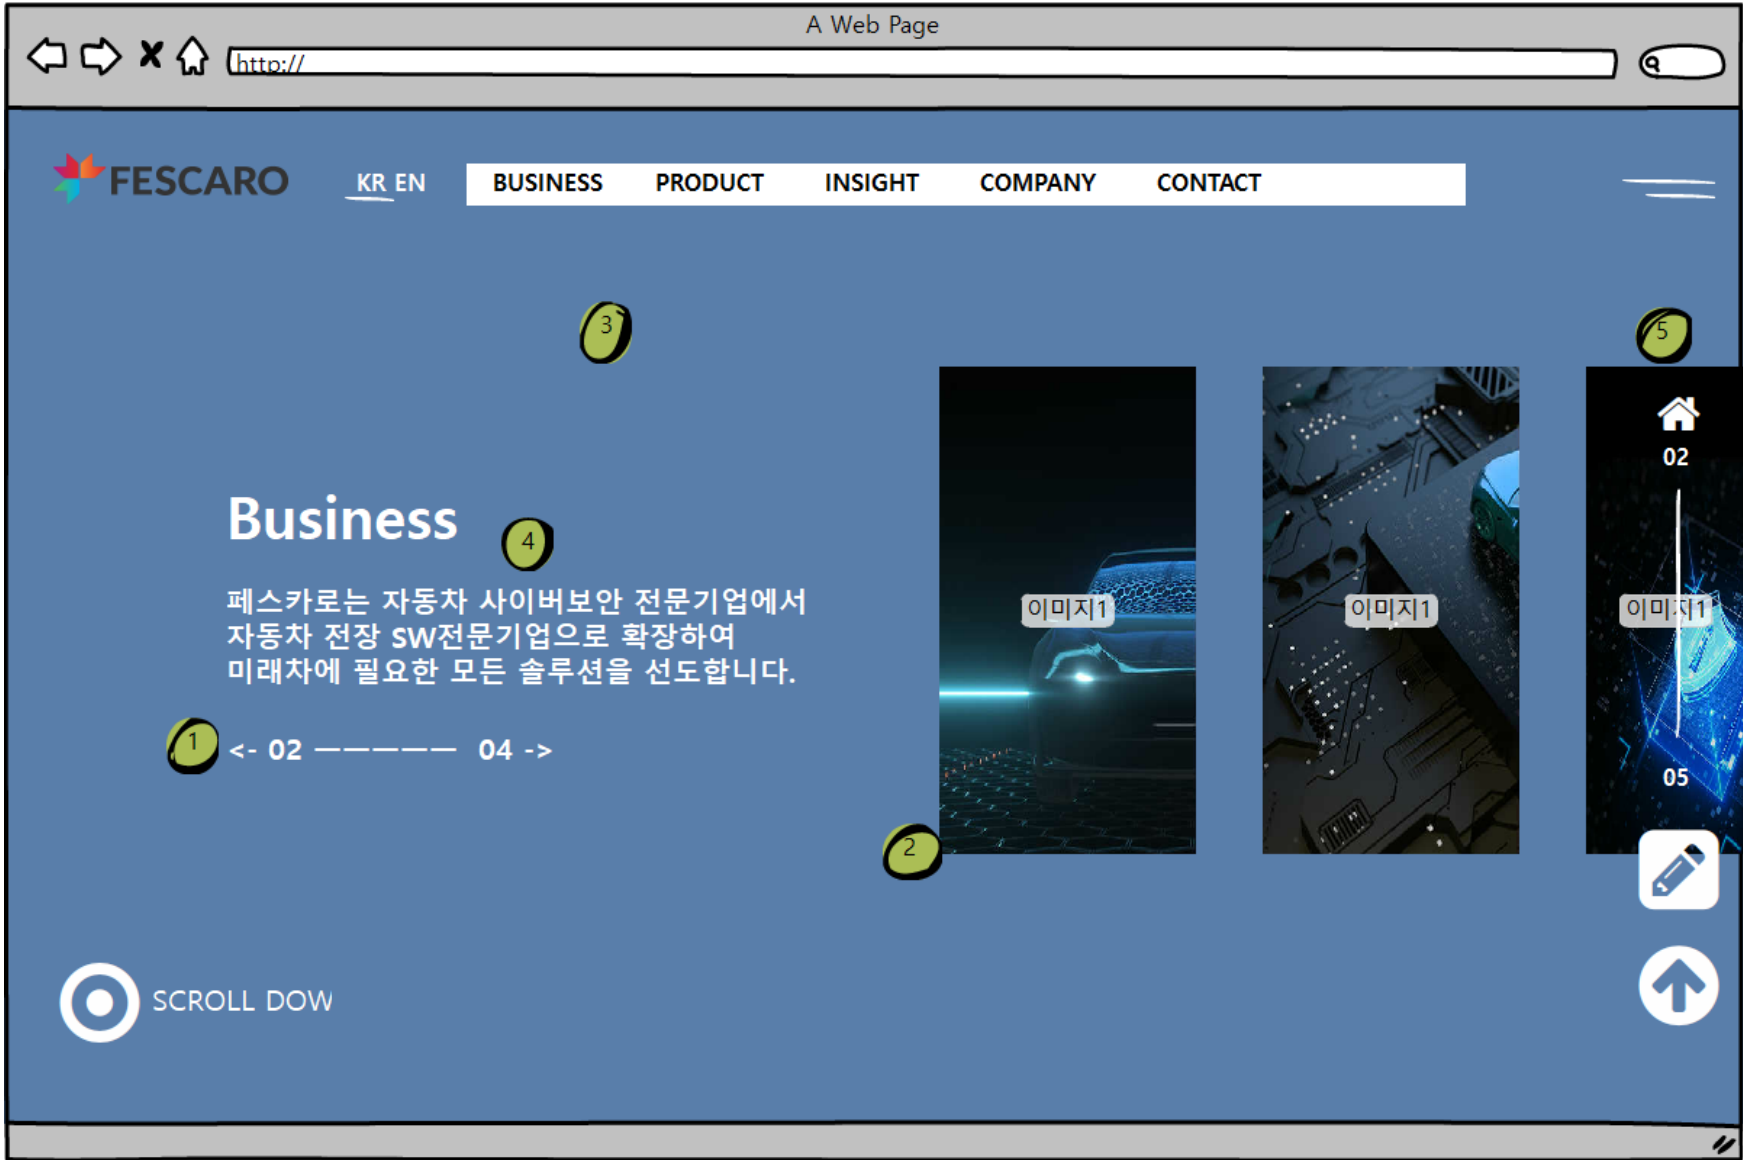 A Web Page
http://
FESCARO
KR EN
BUSINESS PRODUCT INSIGHT COMPANY CONTACT
3
5
02
Business
4
페스카로는 자동차 사이버보안 전문기업에서
자동차 전장 SW전문기업으로 확장하여
미래차에 필요한 모든 솔루션을 선도합니다.
이미지1
이미지1
이미지1
1
<- 02 ————— 04 ->
05
2
SCROLL DOW